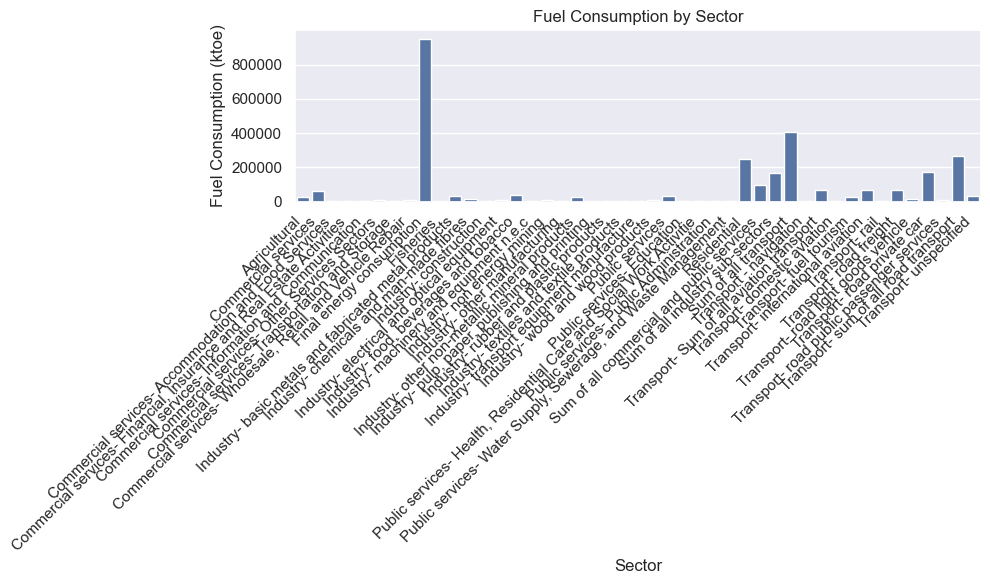 Fuel Consumption by Sector
Fuel Consumption (ktoe)
800000
600000
400000
200000
0
Agricultural
Commercial services
Commercial services- Accommodation and Food Services
Commercial services- Financial, Insurance and Real Estate Activities
Commercial services- Information and Communication
Commercial services- Other Services Sectors
Commercial services- Transportation and Storage
Commercial services- Wholesale, Retail and Vehicle Repair
Final energy consumption
Fisheries
Industry- basic metals and fabricated metal products
Industry- chemicals and man-made fibres
Industry- construction
Industry- electrical and optical equipment
Industry- food, beverages and tobacco
Industry- machinery and equipment n.e.c
Industry- other manufacturing
Industry- other non-metallic mineral products
Industry- pulp, paper, publishing and printing
Industry- rubber and plastic products
Industry- textiles and textile products
Industry- transport equipment manufacture
Industry- wood and wood products
Public services
Public services- Education
Public services- Health, Residential Care and Social Work Activities
Public services- Public Administration
Public services- Water Supply, Sewerage, and Waste Management
Residential
Sum of all commercial and public services
Sum of all industry sub-sectors
Sum of all transport
Transport - navigation
Transport- Sum of aviation transport
Transport- domestic aviation
Transport- fuel tourism
Transport- international aviation
Transport- rail
Transport- road freight
Transport- road light goods vehicle
Transport- road private car
Transport- road public passenger services
Transport- sum of all road transport
Transport- unspecified
Sector